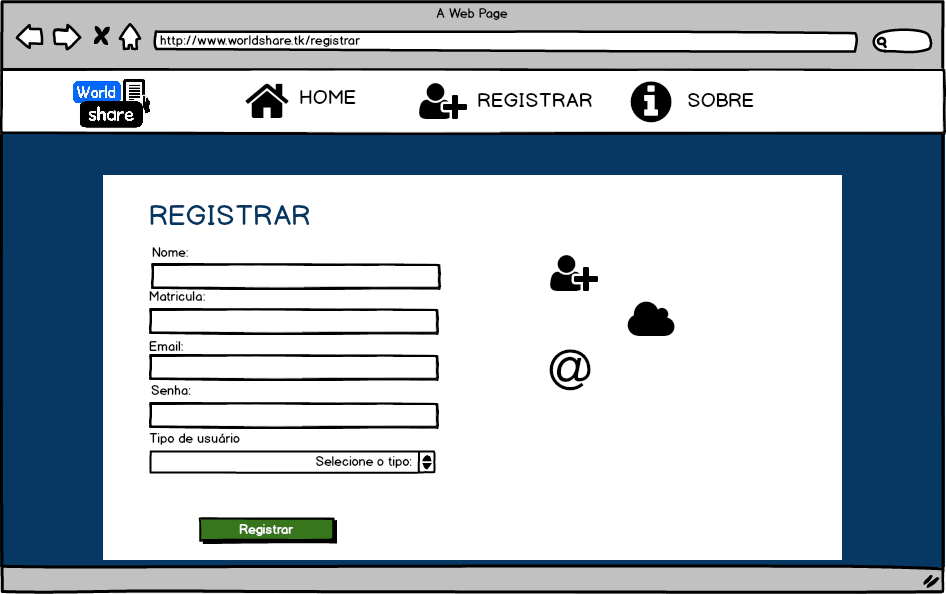 A Web Page
http://www.worldshare.tk/registrar
World
share
HOME
REGISTRAR
SOBRE
REGISTRAR
Nome:
Matricula:
Email:
@
Senha:
Tipo de usuário
Selecione o tipo:
Registrar